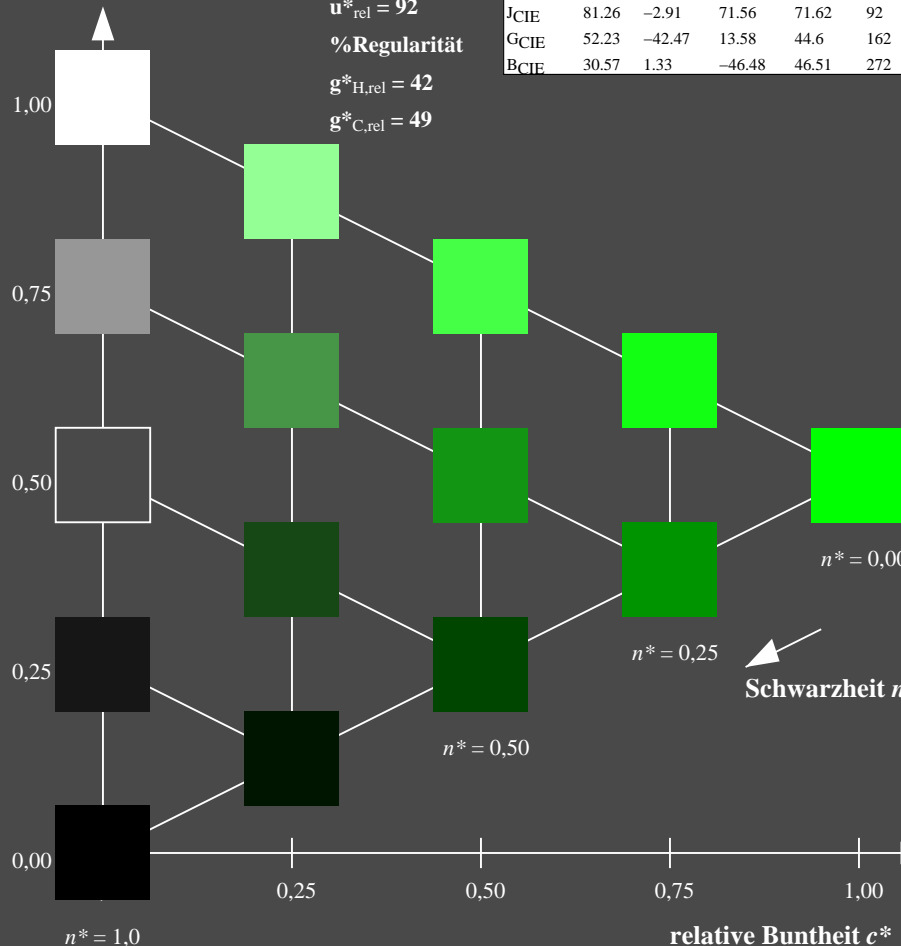 u*rel = 92
%Regularität
g*H,rel = 42
g*C,rel = 49
JCIE 81.26 −2.91 71.56 71.62 92
GCIE 52.23 −42.47 13.58 44.6 162
BCIE 30.57 1.33 −46.48 46.51 272
1,00
0,75
0,50
0,25
0,00
n* = 0,00
n* = 0,25
Schwarzheit n
n* = 0,50
0,25 0,50 0,75 1,00
n* = 1,0
relative Buntheit c*